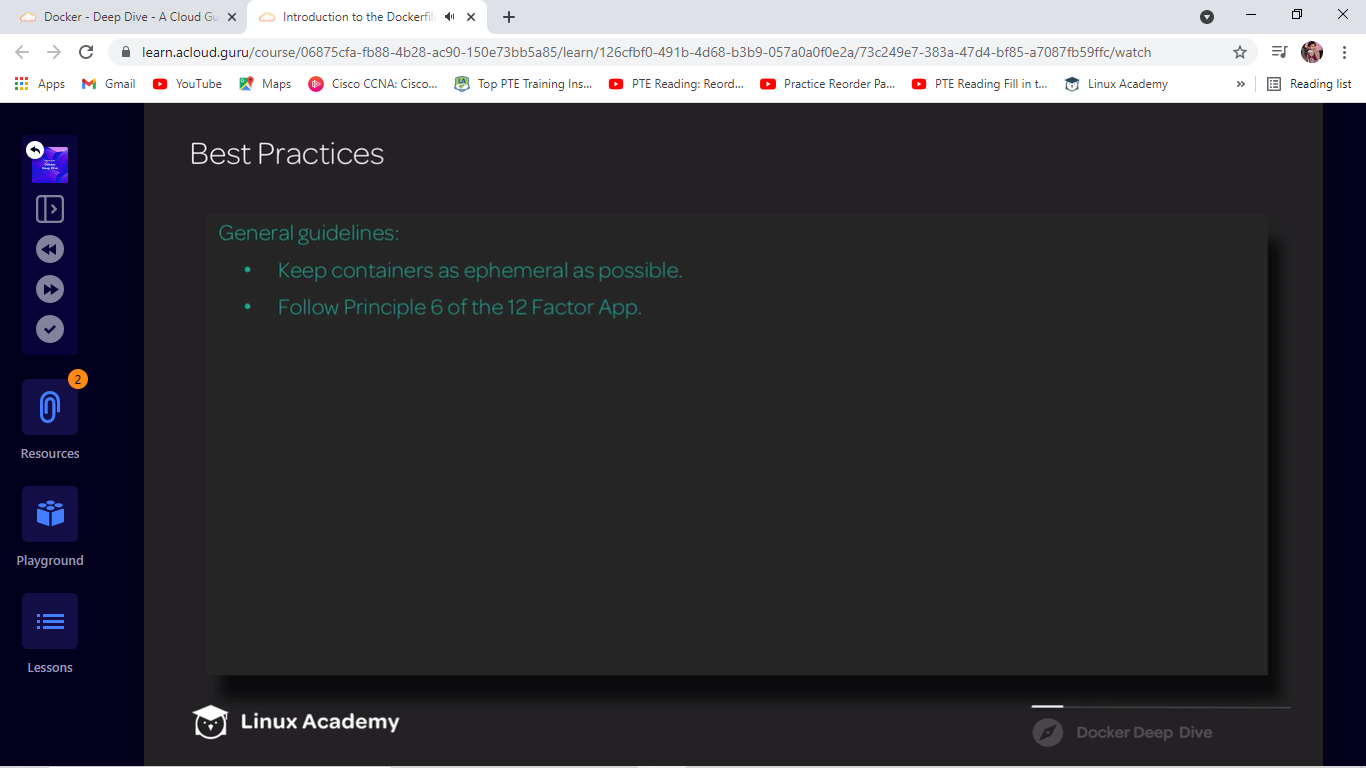 Docker - Deep Dive - A Cloud Gu
Introduction to the Dockerfil
learn.acloud.guru/course/06875cfa-fb88-4b28-ac90-150e73bb5a85/learn/126cfbf0-491b-4d68-b3b9-057a0a0f0e2a/73c249e7-383a-47d4-bf85-a7087fb59ffc/watch
Apps Gmail YouTube Maps Cisco CCNA: Cisco... Top PTE Training Ins... PTE Reading: Reord... Practice Reorder Pa... PTE Reading Fill in t... Linux Academy » Reading list
Best Practices
General guidelines:
• Keep containers as ephemeral as possible.
• Follow Principle 6 of the 12 Factor App.
2
Resources
Playground
Lessons
Linux Academy
Docker Deep Dive